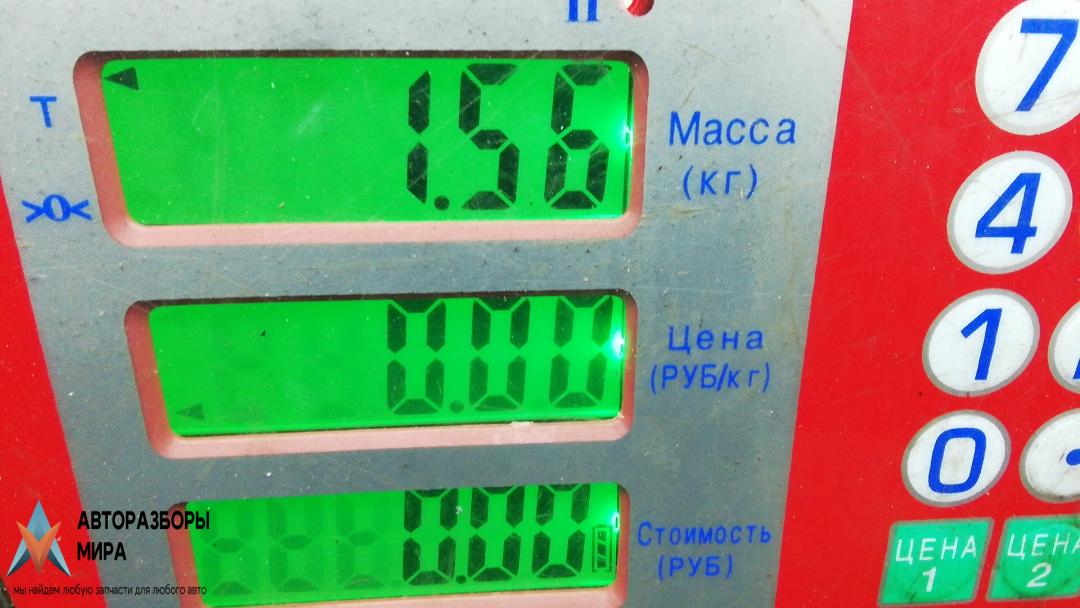 1.56
Масса
(кг)
T
>0<
0.00
Цена
(РУБ/кг)
0.00
Стоимость
(РУБ)
7
4
1
0
ЦЕНА
1
ЦЕНА
2
АВТОРАЗБОРЫ
МИРА
мы найдем любую запчасти для любого авто